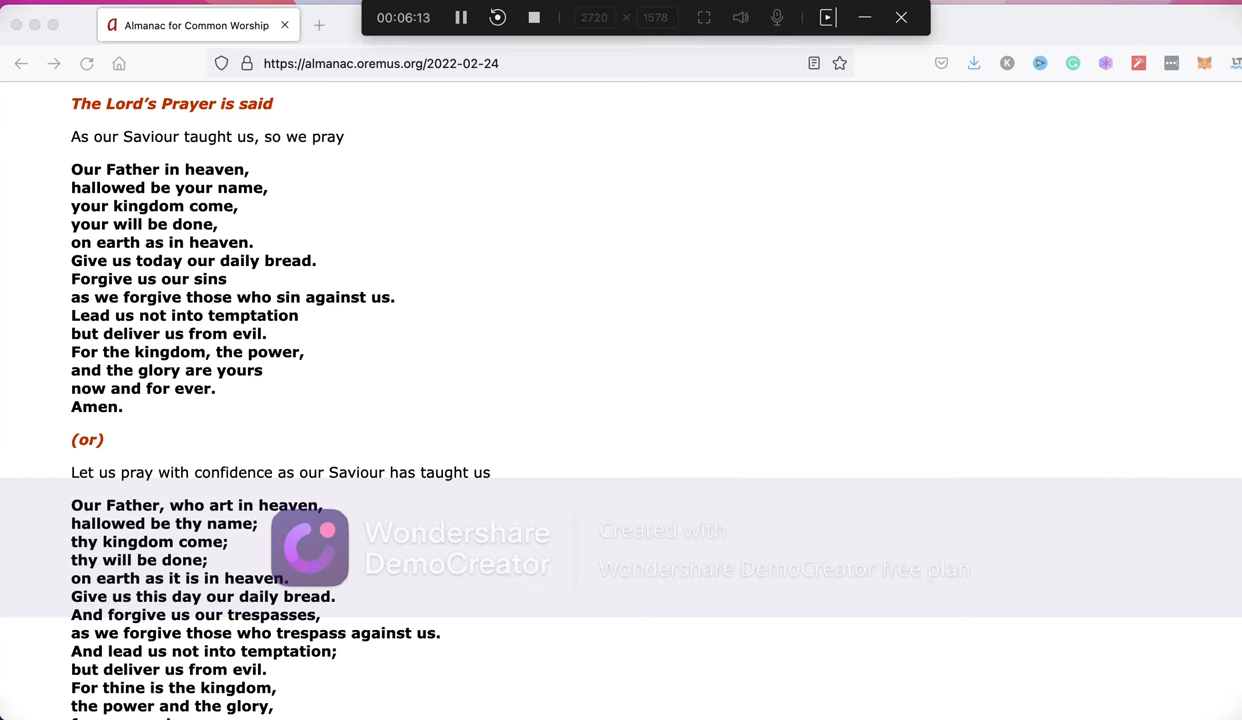 00:06:13
2720 × 1578
a Almanac for Common Worship
https://almanac.oremus.org/2022-02-24
K
LT
The Lord's Prayer is said
As our Saviour taught us, so we pray
Our Father in heaven,
hallowed be your name,
your kingdom come,
your will be done,
on earth as in heaven.
Give us today our daily bread.
Forgive us our sins
as we forgive those who sin against us.
Lead us not into temptation
but deliver us from evil.
For the kingdom, the power,
and the glory are yours
now and for ever.
Amen.
(or)
Let us pray with confidence as our Saviour has taught us
Our Father, who art in heaven,
hallowed be thy name;
thy kingdom come;
thy will be done;
on earth as it is in heaven.
Give us this day our daily bread.
And forgive us our trespasses,
as we forgive those who trespass against us.
And lead us not into temptation;
but deliver us from evil.
For thine is the kingdom,
the power and the glory,
Wondershare
DemoCreator
Created with
Wondershare DemoCreator free plan